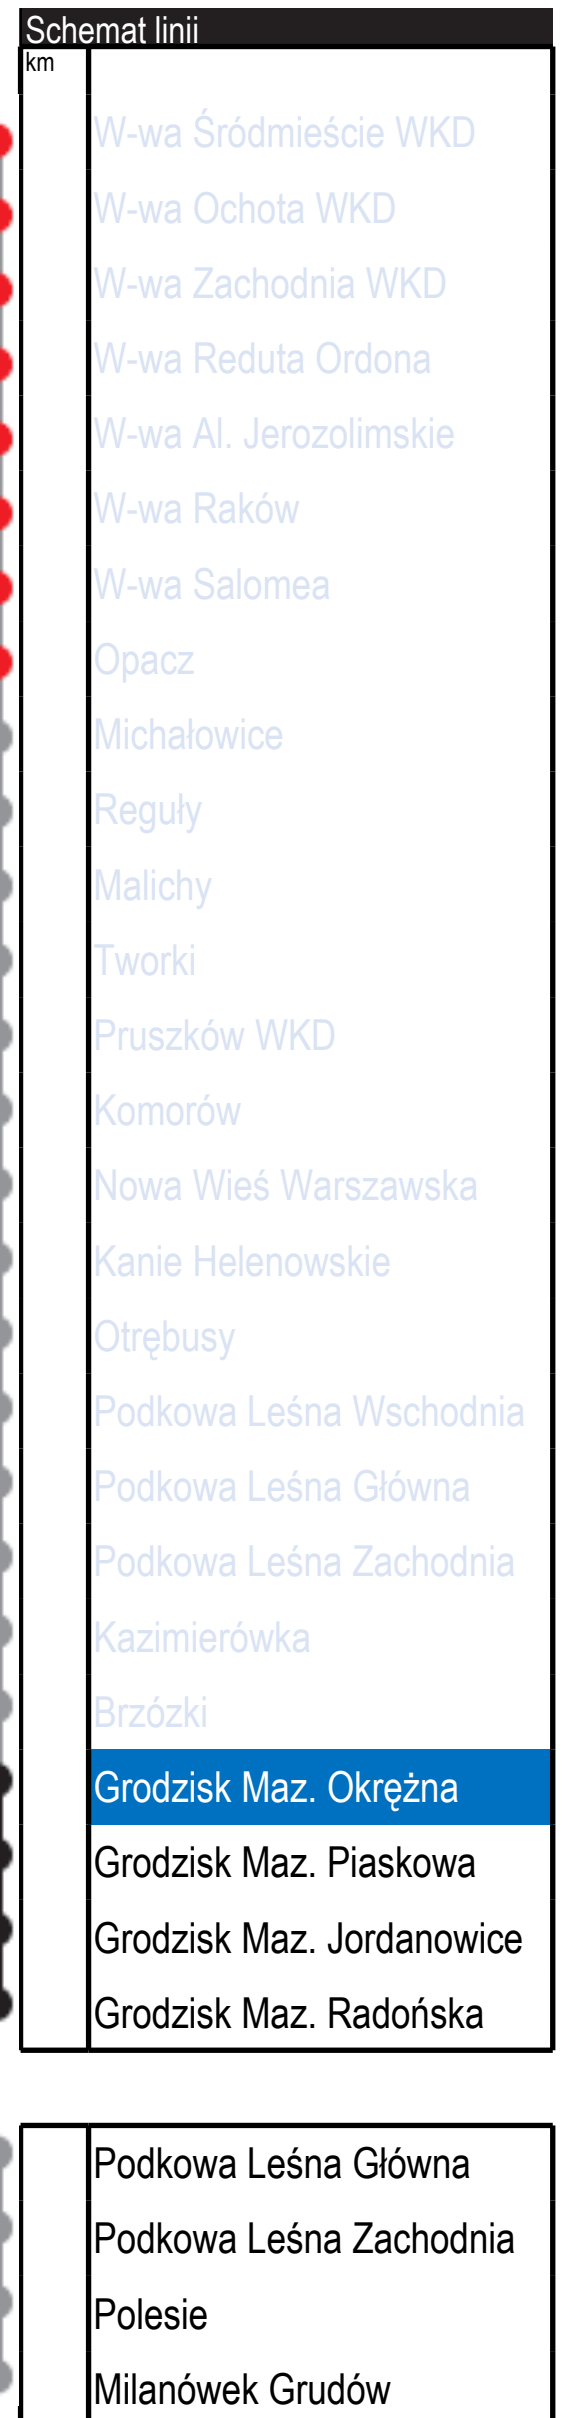 Schemat linii
km
W-wa Śródmieście WKD
W-wa Ochota WKD
W-wa Zachodnia WKD
W-wa Reduta Ordona
W-wa Al. Jerozolimskie
W-wa Raków
W-wa Salomea
Opacz
Michałowice
Reguły
Malichy
Tworki
Pruszków WKD
Komorów
Nowa Wieś Warszawska
Kanie Helenowskie
Otrębusy
Podkowa Leśna Wschodnia
Podkowa Leśna Główna
Podkowa Leśna Zachodnia
Kazimierówka
Brzózki
Grodzisk Maz. Okrężna
Grodzisk Maz. Piaskowa
Grodzisk Maz. Jordanowice
Grodzisk Maz. Radońska
Podkowa Leśna Główna
Podkowa Leśna Zachodnia
Polesie
Milanówek Grudów